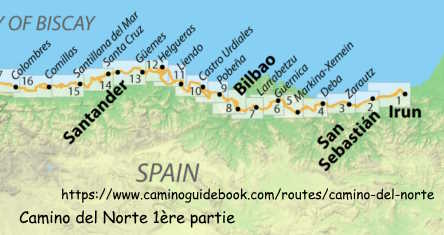 Y OF BISCAY
Colombres
Comillas
Santillana del Mar
Santa Cruz
Güemes
Helgueras
Liendo
Castro Urdiales
Pobeña
Bilbao
Larrabetzu
Guernica
Markina-Xemein
Deba
Zarautz
16
15
14
13
12
11
10
9
8
7
6
5
4
3
2
1
Santander
San
Sebastián
Irun
SPAIN
https://www.caminoguidebook.com/routes/camino-del-norte
Camino del Norte 1ère partie